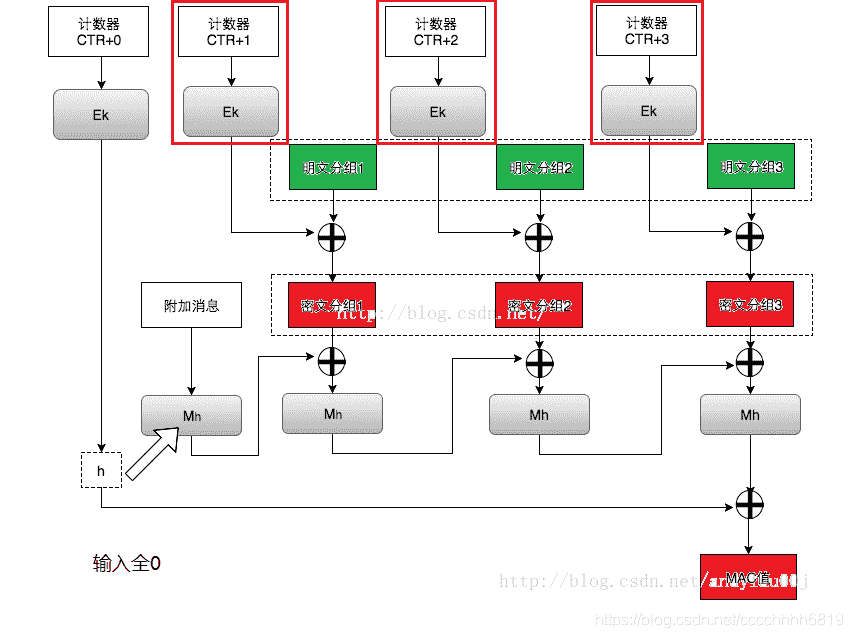 计数器
CTR+0
计数器
CTR+1
计数器
CTR+2
计数器
CTR+3
Ek
Ek
Ek
Ek
明文分组1
明文分组2
明文分组3
附加消息
密文分组1
密文分组2
密文分组3
http://blog.csdn.net/
Mh
Mh
Mh
Mh
h
输入全0
MAC值
http://blog.csdn.net/
https://blog.csdn.net/cccchhhh6819